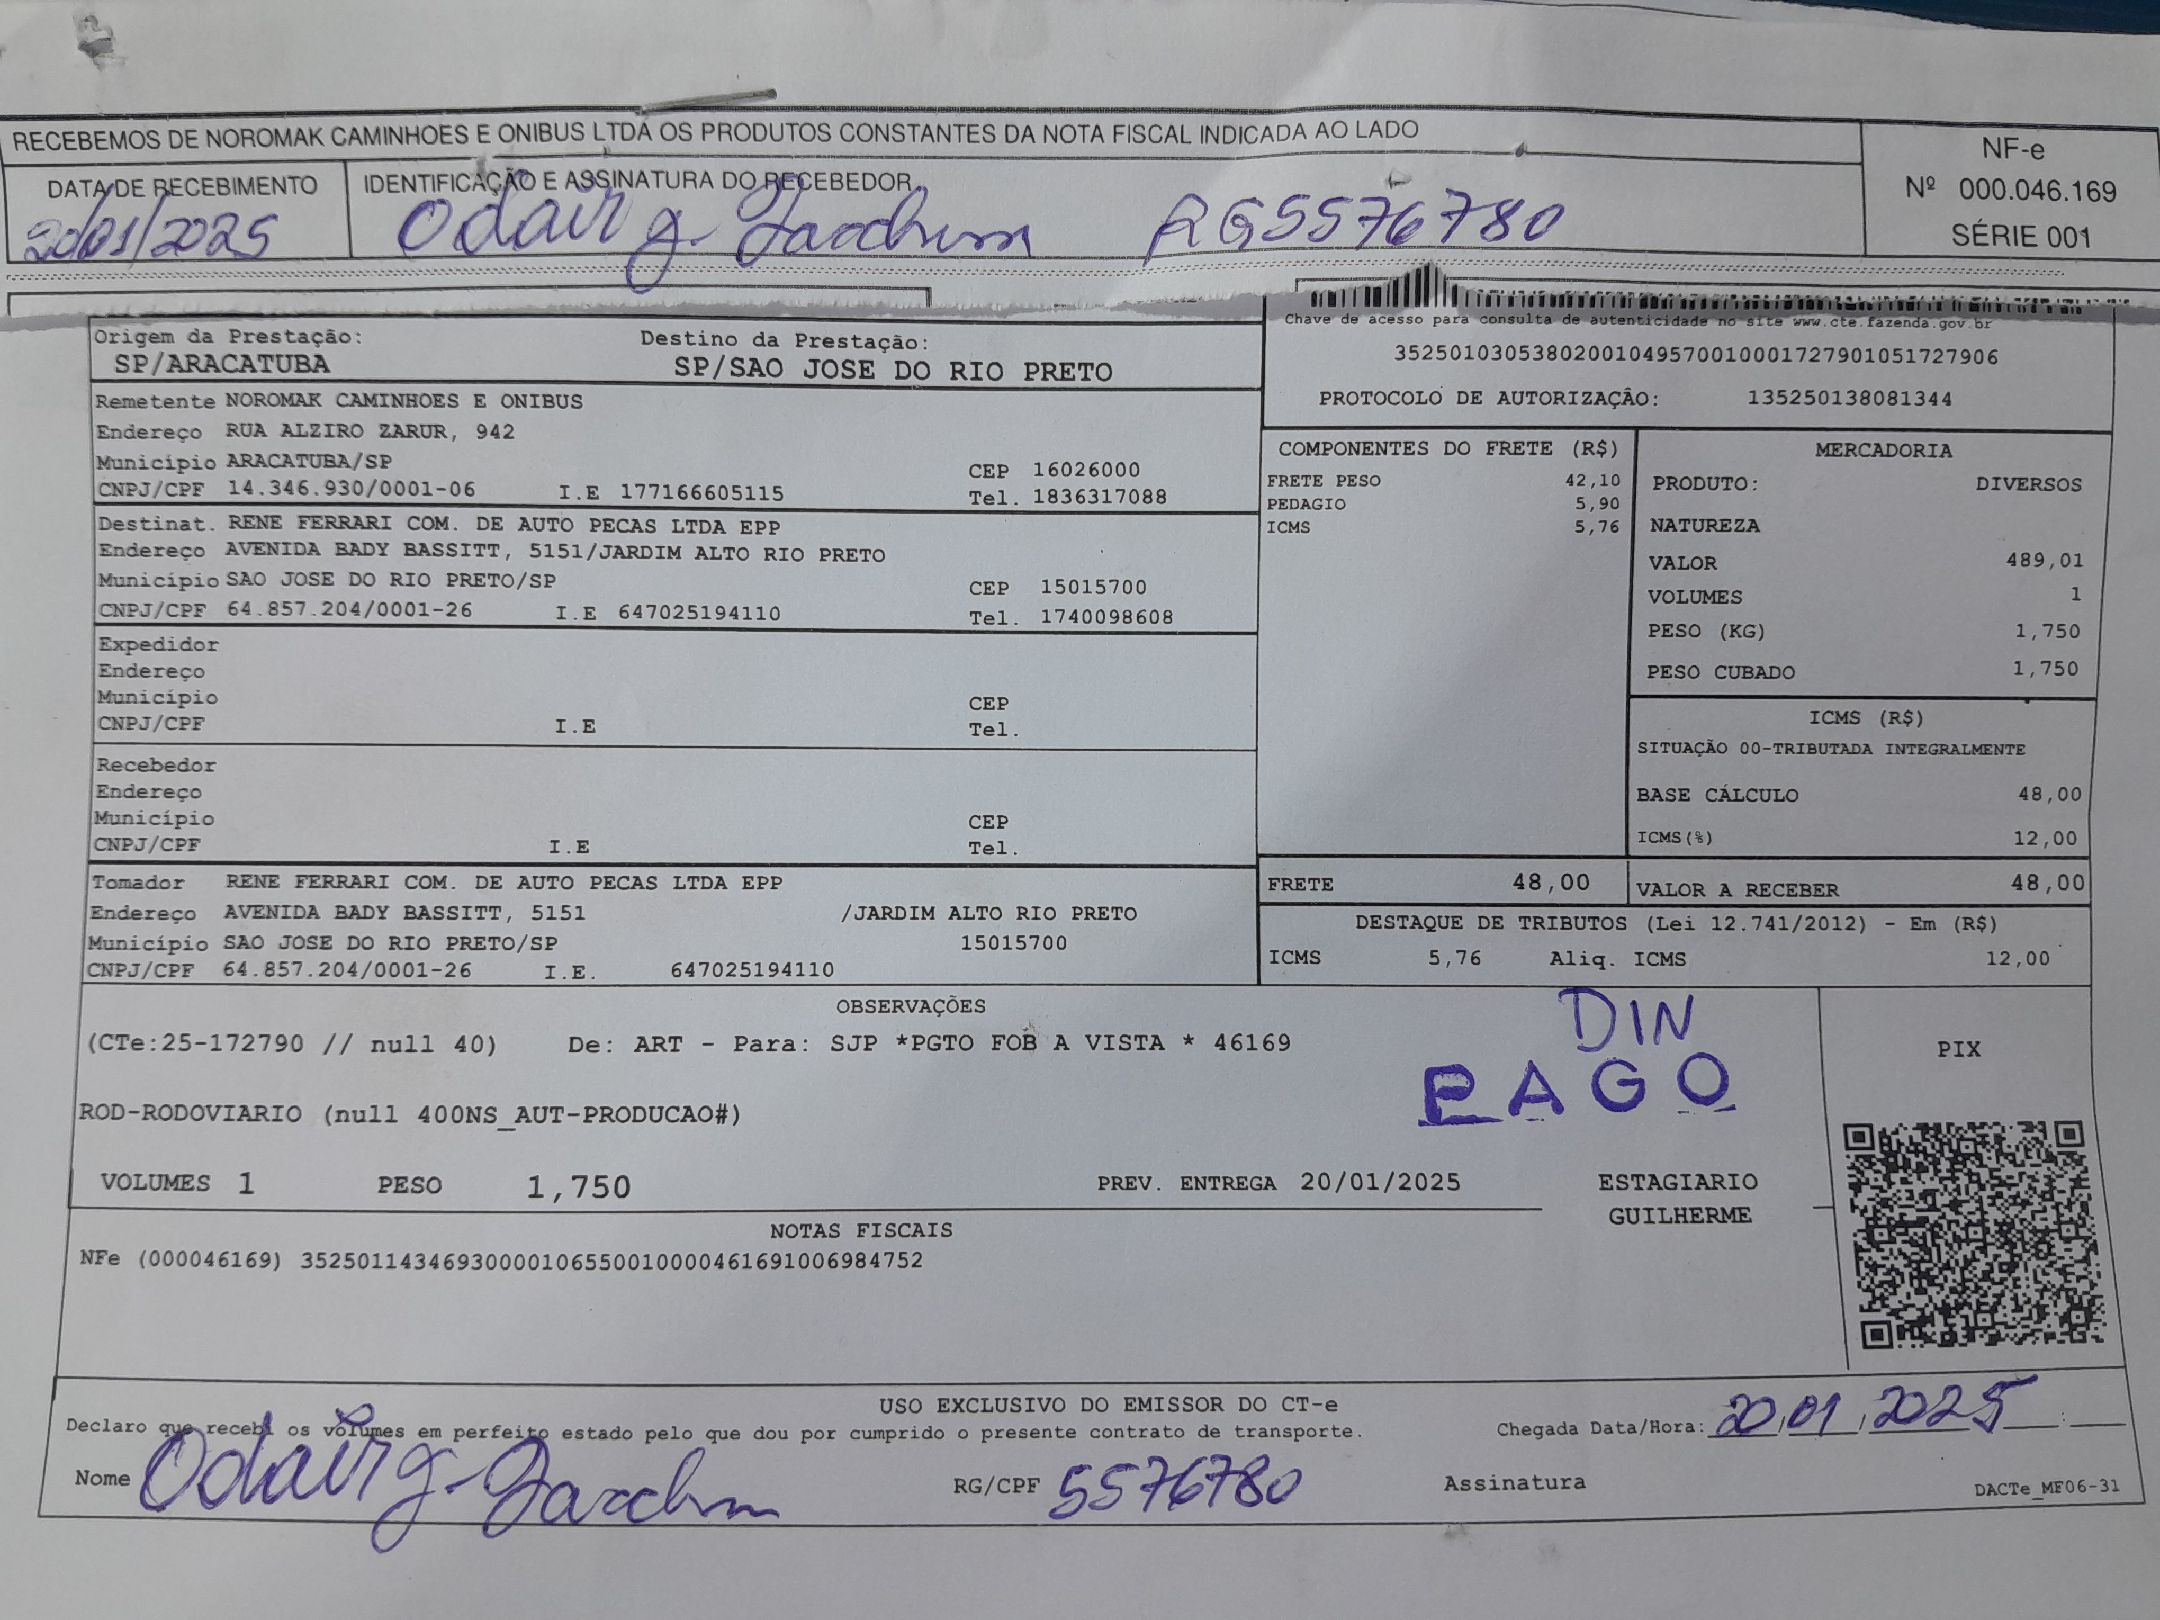 RECEBEMOS DE NOROMAK CAMINHOES E ONIBUS LTDA OS PRODUTOS CONSTANTES DA NOTA FISCAL INDICADA AO LADO
NF-e
Nº 000.046.169
SÉRIE 001
DATA DE RECEBIMENTO
20/01/2025
IDENTIFICAÇÃO E ASSINATURA DO RECEBEDOR
Odair g. RG 5576780
Origem da Prestação:
SP/ARACATUBA
Destino da Prestação:
SP/SAO JOSE DO RIO PRETO
Chave de acesso para consulta de autenticidade no site www.cte.fazenda.gov.br
35250103053802001049570010001727901051727906
PROTOCOLO DE AUTORIZAÇÃO: 135250138081344
Remetente NOROMAK CAMINHOES E ONIBUS
Endereço RUA ALZIRO ZARUR, 942
Município ARACATUBA/SP CEP 16026000
CNPJ/CPF 14.346.930/0001-06 I.E 177166605115 Tel. 1836317088
Destinat. RENE FERRARI COM. DE AUTO PECAS LTDA EPP
Endereço AVENIDA BADY BASSITT, 5151/JARDIM ALTO RIO PRETO
Município SAO JOSE DO RIO PRETO/SP CEP 15015700
CNPJ/CPF 64.857.204/0001-26 I.E 647025194110 Tel. 1740098608
Expedidor
Endereço
Município CEP
CNPJ/CPF I.E Tel.
Recebedor
Endereço
Município CEP
CNPJ/CPF I.E Tel.
Tomador RENE FERRARI COM. DE AUTO PECAS LTDA EPP
Endereço AVENIDA BADY BASSITT, 5151 /JARDIM ALTO RIO PRETO
Município SAO JOSE DO RIO PRETO/SP 15015700
CNPJ/CPF 64.857.204/0001-26 I.E. 647025194110
COMPONENTES DO FRETE (R$)
FRETE PESO 42,10
PEDAGIO 5,90
ICMS 5,76
MERCADORIA
PRODUTO: DIVERSOS
NATUREZA
VALOR 489,01
VOLUMES 1
PESO (KG) 1,750
PESO CUBADO 1,750
ICMS (R$)
SITUAÇÃO 00-TRIBUTADA INTEGRALMENTE
BASE CÁLCULO 48,00
ICMS(%) 12,00
FRETE 48,00
VALOR A RECEBER 48,00
DESTAQUE DE TRIBUTOS (Lei 12.741/2012) - Em (R$)
ICMS 5,76 Aliq. ICMS 12,00
OBSERVAÇÕES
(CTe:25-172790 // null 40) De: ART - Para: SJP *PGTO FOB A VISTA * 46169
DIN
PAGO
PIX
ROD-RODOVIARIO (null 400NS_AUT-PRODUCAO#)
VOLUMES 1 PESO 1,750 PREV. ENTREGA 20/01/2025
ESTAGIARIO
GUILHERME
NOTAS FISCAIS
NFe (000046169) 35250114346930000106550010000461691006984752
USO EXCLUSIVO DO EMISSOR DO CT-e
Declaro que recebi os volumes em perfeito estado pelo que dou por cumprido o presente contrato de transporte.
Chegada Data/Hora: 20/01/2025 :
Nome Odair g. RG/CPF 5576780 Assinatura
DACTe_MF06-31